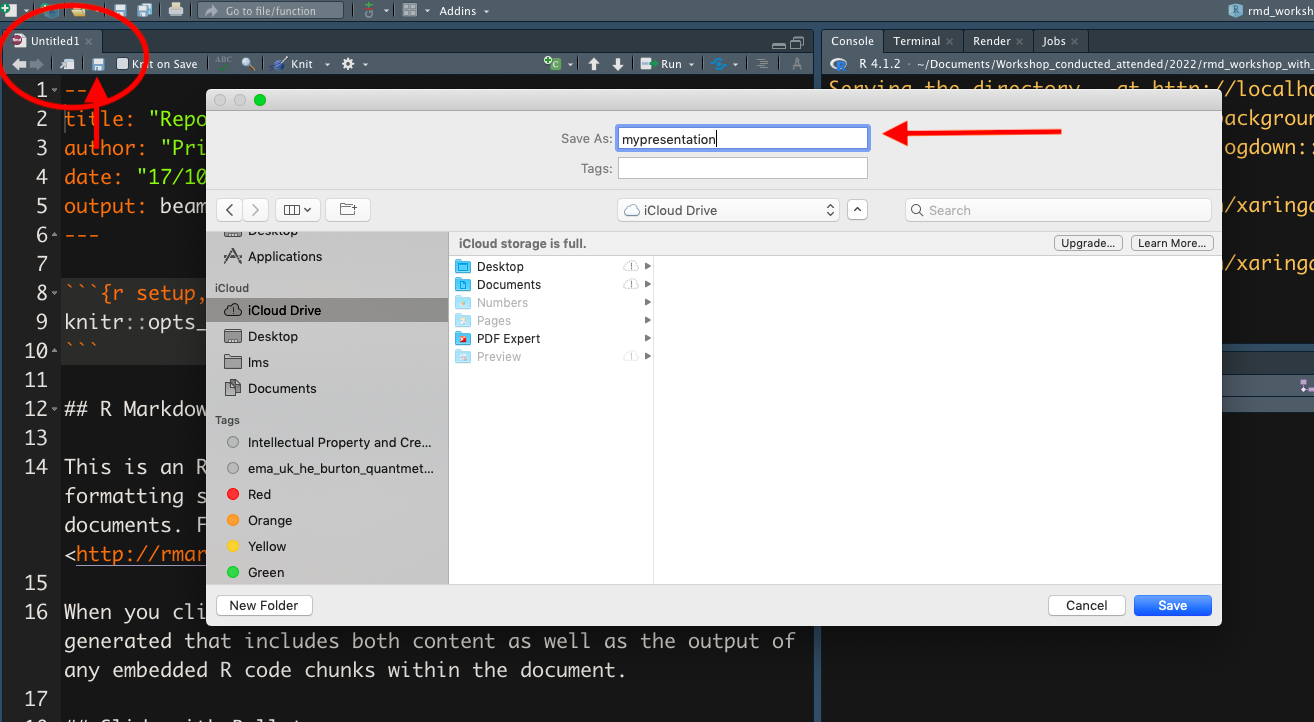 Go to file/function
Addins
rmd_worksh
Untitled1
Knit on Save
ABC
Knit
Run
Console
Terminal
Render
Jobs
R 4.1.2 · ~/Documents/Workshop_conducted_attended/2022/rmd_workshop_with_
1 --
2 title: "Repo
3 author: "Pri
4 date: "17/10
5 output: beam
6 ---
7
8 ```{r setup,
9 knitr::opts_
10 ```
11
12 ## R Markdow
13
14 This is an R
formatting s
documents. F
<http://rmar
15
16 When you cli
generated that includes both content as well as the output of
any embedded R code chunks within the document.
17
Serving the directory at http://localho
backgroun
ogdown::
/xaringa
n/xaringa
Save As: mypresentation
Tags:
iCloud Drive
Search
Desktop
Applications
iCloud
iCloud Drive
Desktop
lms
Documents
Tags
Intellectual Property and Cre...
ema_uk_he_burton_quantmet...
Red
Orange
Yellow
Green
iCloud storage is full.
Upgrade...
Learn More...
Desktop
Documents
Numbers
Pages
PDF Expert
Preview
New Folder
Cancel
Save